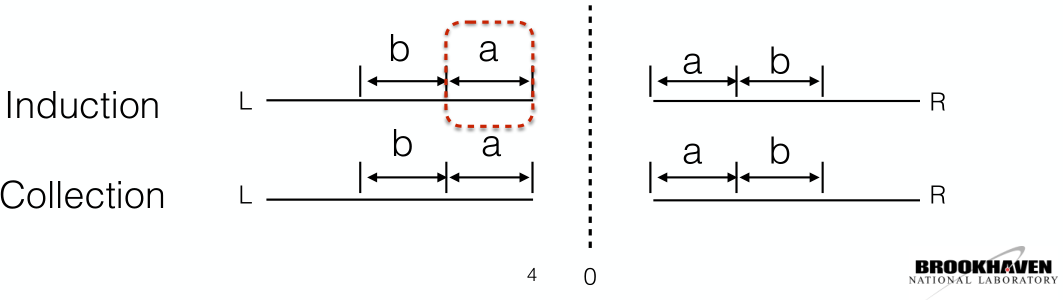 b a a b
Induction L R
b a a b
Collection L R
4 0
BROOKHAVEN
NATIONAL LABORATORY